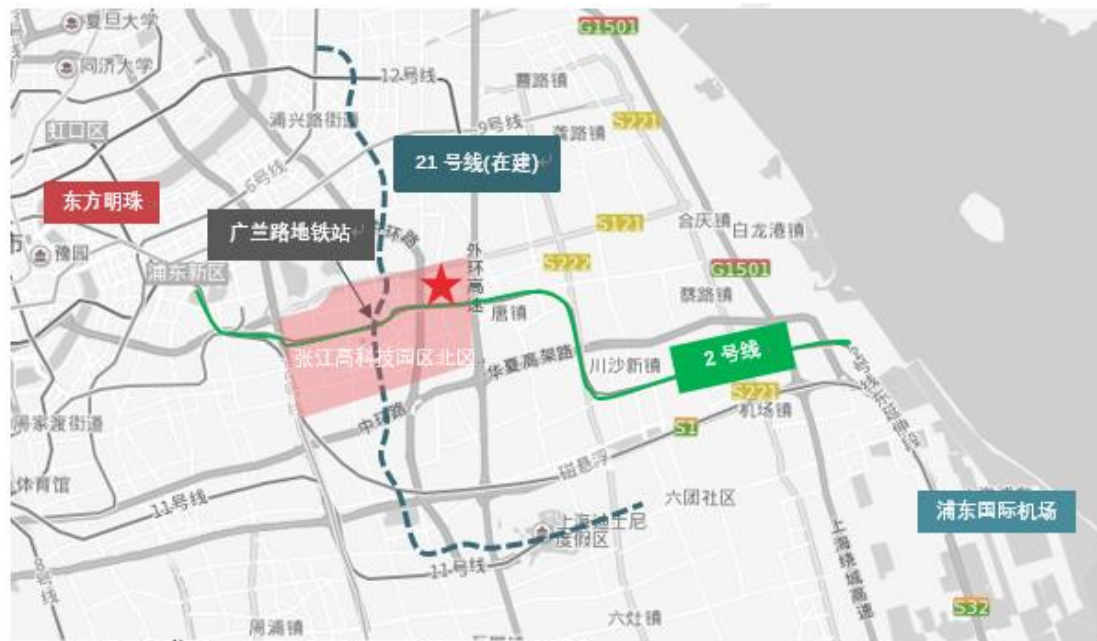 复旦大学
G1501
同济大学
12号线
曹路镇
浦兴路街道
9号线
S221
虹口区
龚路镇
21 号线(在建)
6号线
东方明珠
广兰路地铁站
中环路
S121
合庆镇
白龙港镇
市
豫园
外环高速
S222
G1501
浦东新区
蔡路镇
唐镇
张江高科技园区北区
华夏高架路
川沙新镇
2 号线
S221
机场镇
中环路
周家渡街道
S1
磁悬浮
体育馆
11号线
六团社区
浦东国际机场
上海迪士尼
度假区
11号线
8号线
上海绕城高速
S32
六灶镇
周浦镇